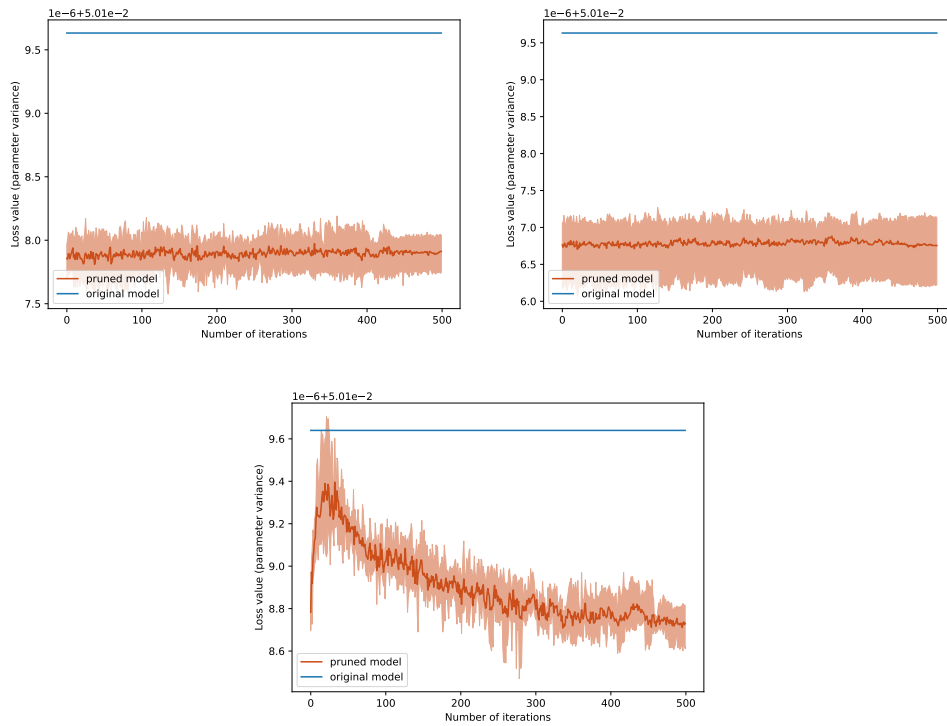 1e−6+5.01e−2
9.5
9.0
8.5
8.0
7.5
Loss value (parameter variance)
pruned model
original model
0 100 200 300 400 500
Number of iterations
1e−6+5.01e−2
9.5
9.0
8.5
8.0
7.5
7.0
6.5
6.0
Loss value (parameter variance)
pruned model
original model
0 100 200 300 400 500
Number of iterations
1e−6+5.01e−2
9.6
9.4
9.2
9.0
8.8
8.6
Loss value (parameter variance)
pruned model
original model
0 100 200 300 400 500
Number of iterations